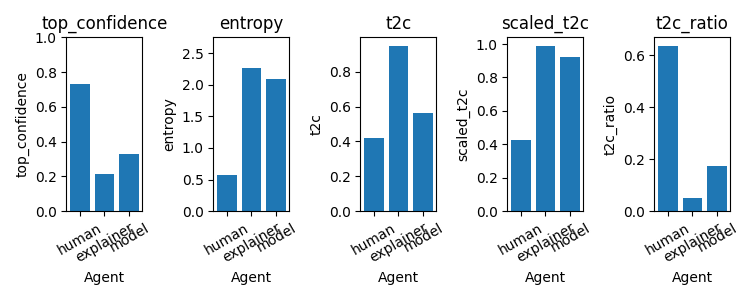 top_confidence
top_confidence
1.0
0.8
0.6
0.4
0.2
0.0
human
explainer
model
Agent
entropy
entropy
2.5
2.0
1.5
1.0
0.5
0.0
human
explainer
model
Agent
t2c
t2c
0.8
0.6
0.4
0.2
0.0
human
explainer
model
Agent
scaled_t2c
scaled_t2c
1.0
0.8
0.6
0.4
0.2
0.0
human
explainer
model
Agent
t2c_ratio
t2c_ratio
0.6
0.4
0.2
0.0
human
explainer
model
Agent